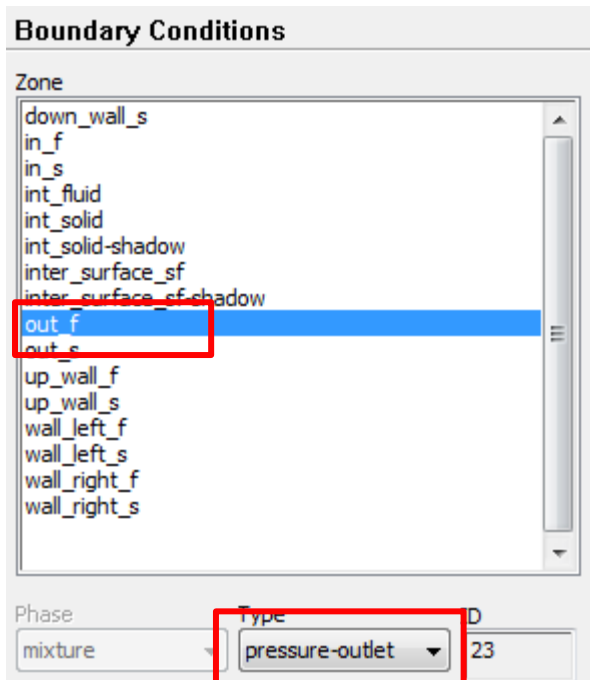 Boundary Conditions
Zone
down_wall_s
in_f
in_s
int_fluid
int_solid
int_solid-shadow
inter_surface_sf
inter_surface_sf-shadow
out_f
out_s
up_wall_f
up_wall_s
wall_left_f
wall_left_s
wall_right_f
wall_right_s
Phase Type ID
mixture pressure-outlet 23